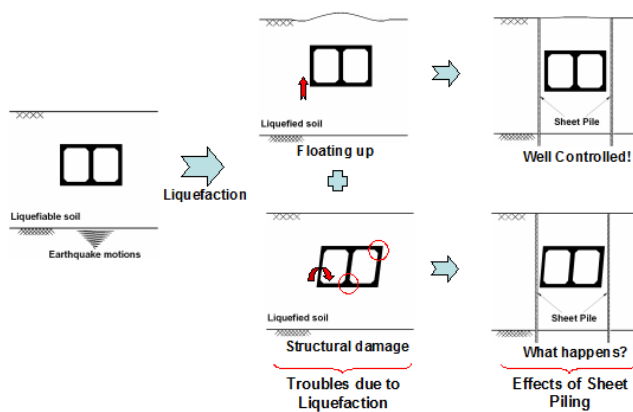 Liquefiable soil
Earthquake motions
Liquefaction
Liquefied soil
Floating up
Liquefied soil
Structural damage
Troubles due to
Liquefaction
Sheet Pile
Well Controlled!
Sheet Pile
What happens?
Effects of Sheet
Piling